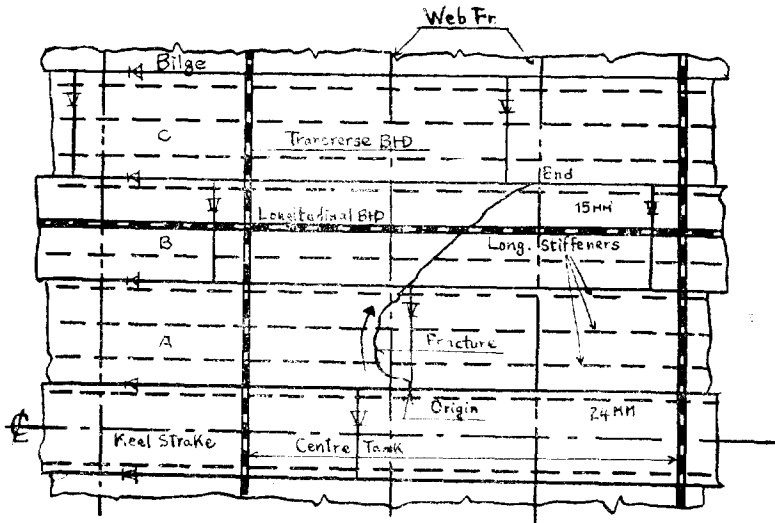 Web Fr.
Bilge
C
Transverse BHD
End
15MM
Longitudinal BHD
B
Long. Stiffeners
A
Fracture
Origin
24MM
℄
Keel Strake
Centre Tank